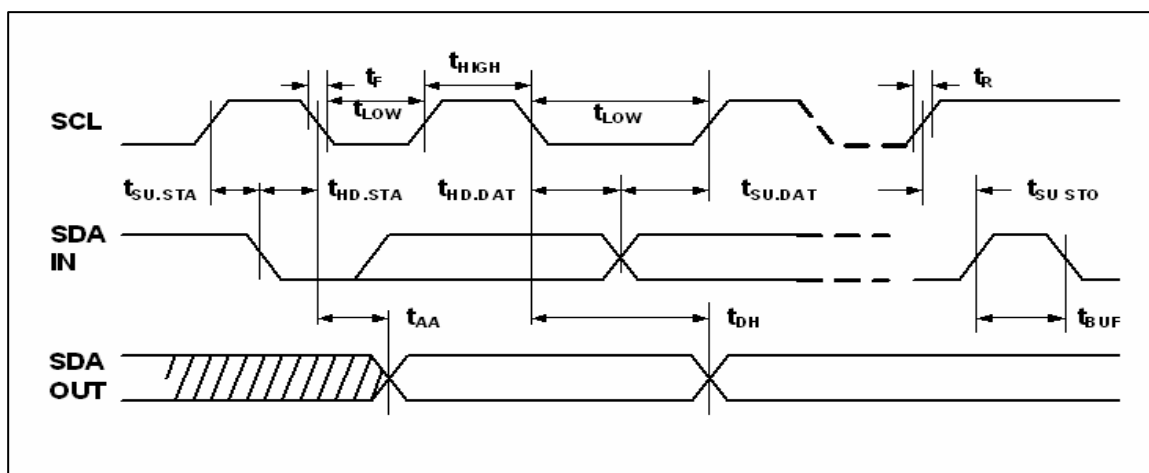 tF
tHIGH
tR
SCL
tLOW
tLOW
tSU.STA
tHD.STA
tHD.DAT
tSU.DAT
tSU STO
SDA
IN
tAA
tDH
tBUF
SDA
OUT